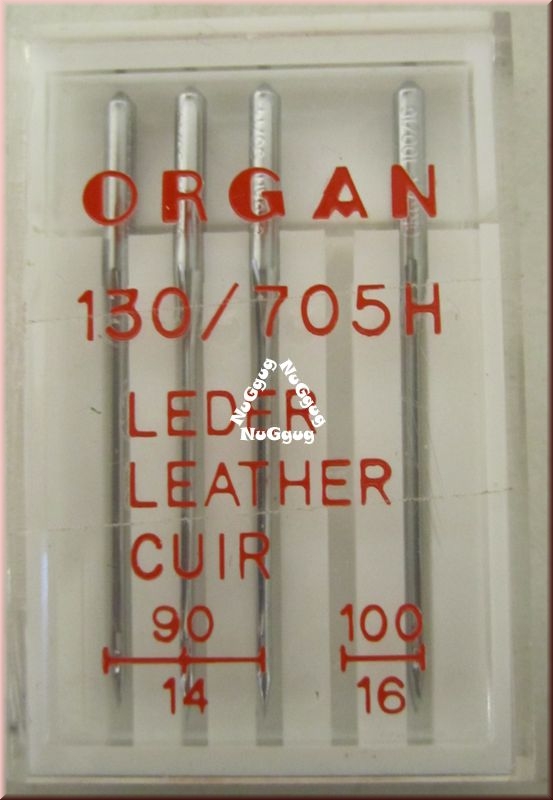 ORGAN
130/705H
LEDER
LEATHER
CUIR
90
14
100
16
NuGgug NuGgug
NuGgug